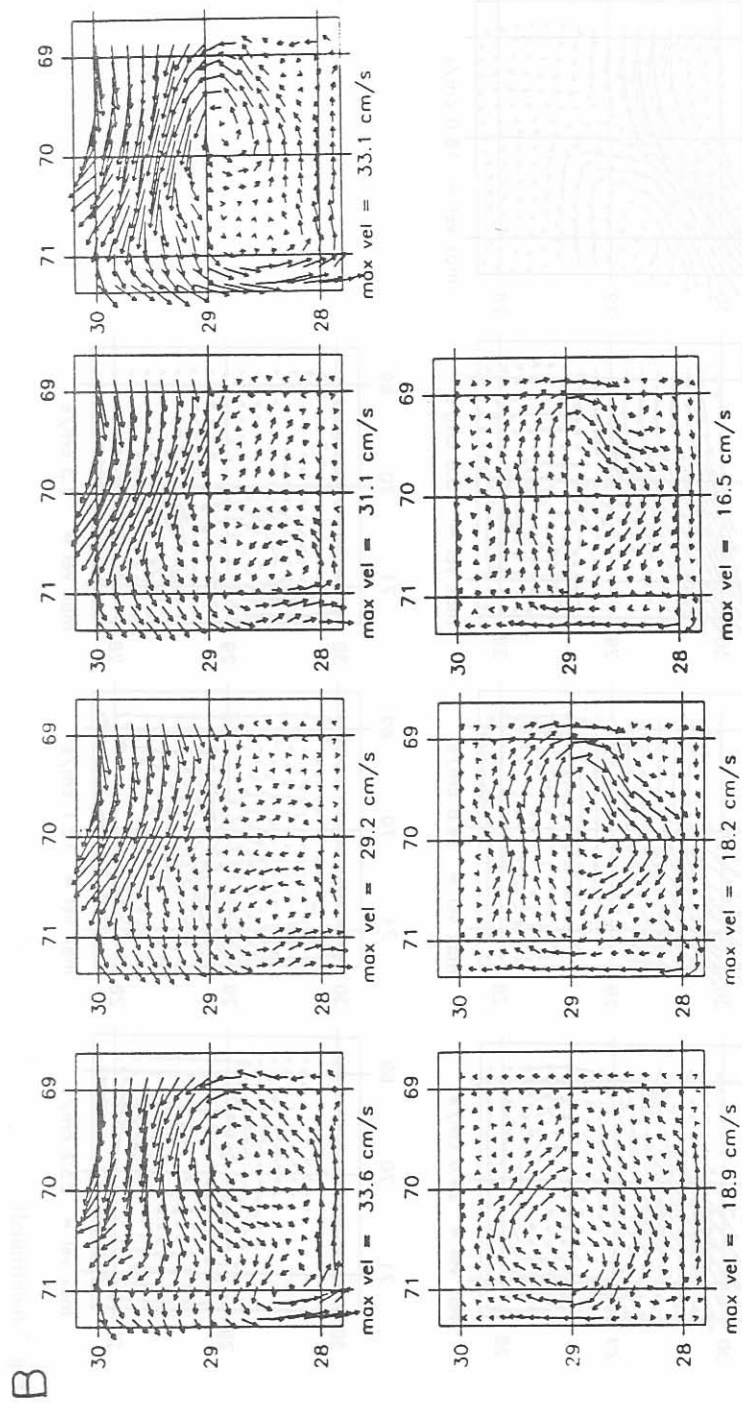 B
71 70 69
30
29
28
max vel = 33.6 cm/s
71 70 69
30
29
28
max vel = 29.2 cm/s
71 70 69
30
29
28
max vel = 31.1 cm/s
71 70 69
30
29
28
max vel = 33.1 cm/s
71 70 69
30
29
28
max vel = 18.9 cm/s
71 70 69
30
29
28
max vel = 18.2 cm/s
71 70 69
30
29
28
max vel = 16.5 cm/s